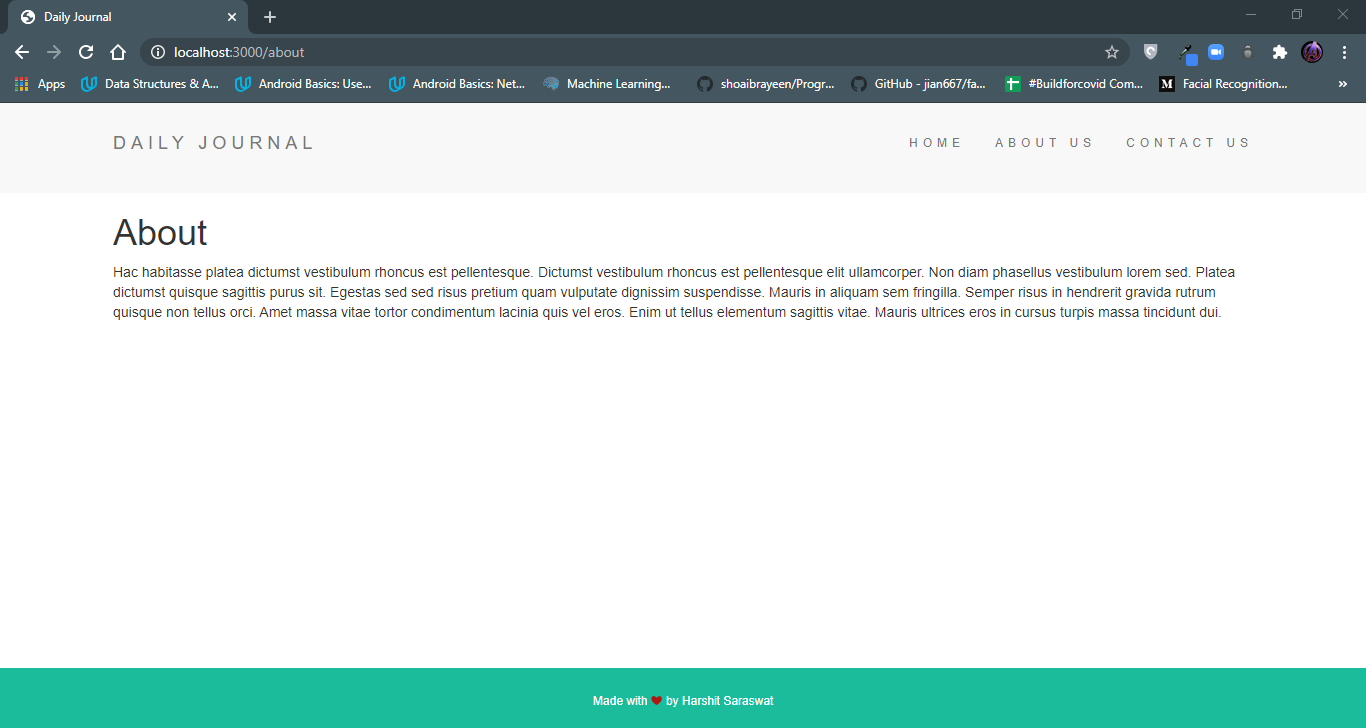 Daily Journal
localhost:3000/about
Apps
Data Structures & A...
Android Basics: Use...
Android Basics: Net...
Machine Learning...
shoaibrayeen/Progr...
GitHub - jian667/fa...
#Buildforcovid Com...
M
Facial Recognition...
»
DAILY JOURNAL
HOME
ABOUT US
CONTACT US
About
Hac habitasse platea dictumst vestibulum rhoncus est pellentesque. Dictumst vestibulum rhoncus est pellentesque elit ullamcorper. Non diam phasellus vestibulum lorem sed. Platea
dictumst quisque sagittis purus sit. Egestas sed sed risus pretium quam vulputate dignissim suspendisse. Mauris in aliquam sem fringilla. Semper risus in hendrerit gravida rutrum
quisque non tellus orci. Amet massa vitae tortor condimentum lacinia quis vel eros. Enim ut tellus elementum sagittis vitae. Mauris ultrices eros in cursus turpis massa tincidunt dui.
Made with ❤ by Harshit Saraswat